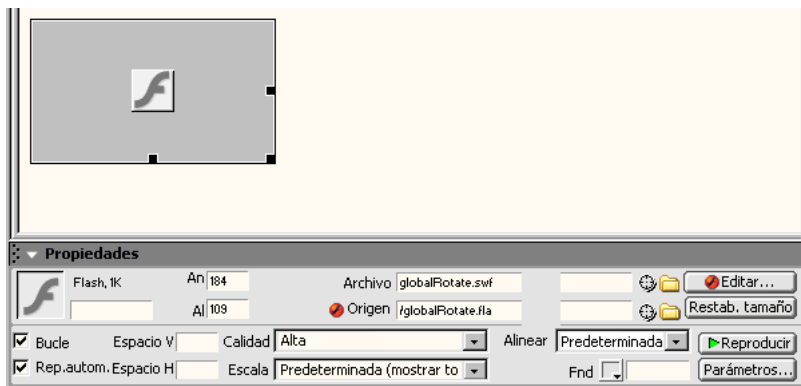 Propiedades
Flash, 1K An 184 Archivo globalRotate.swf Editar...
Al 109 Origen /globalRotate.fla Restab. tamaño
Bucle Espacio V Calidad Alta Alinear Predeterminada Reproducir
Rep.autom. Espacio H Escala Predeterminada (mostrar to Fnd Parámetros...